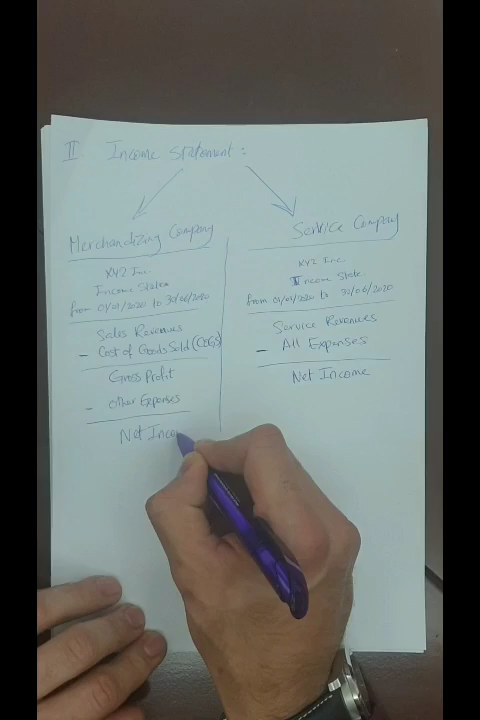 II. Income Statement:
Merchandizing Company
XYZ Inc.
Income State
from 01/01/2020 to 30/06/2020
Sales Revenues
- Cost of Goods Sold (COGS)
Gross Profit
- Other Expenses
Net Inco
Service Company
XYZ Inc.
Income State
from 01/01/2020 to 30/06/2020
Service Revenues
- All Expenses
Net Income